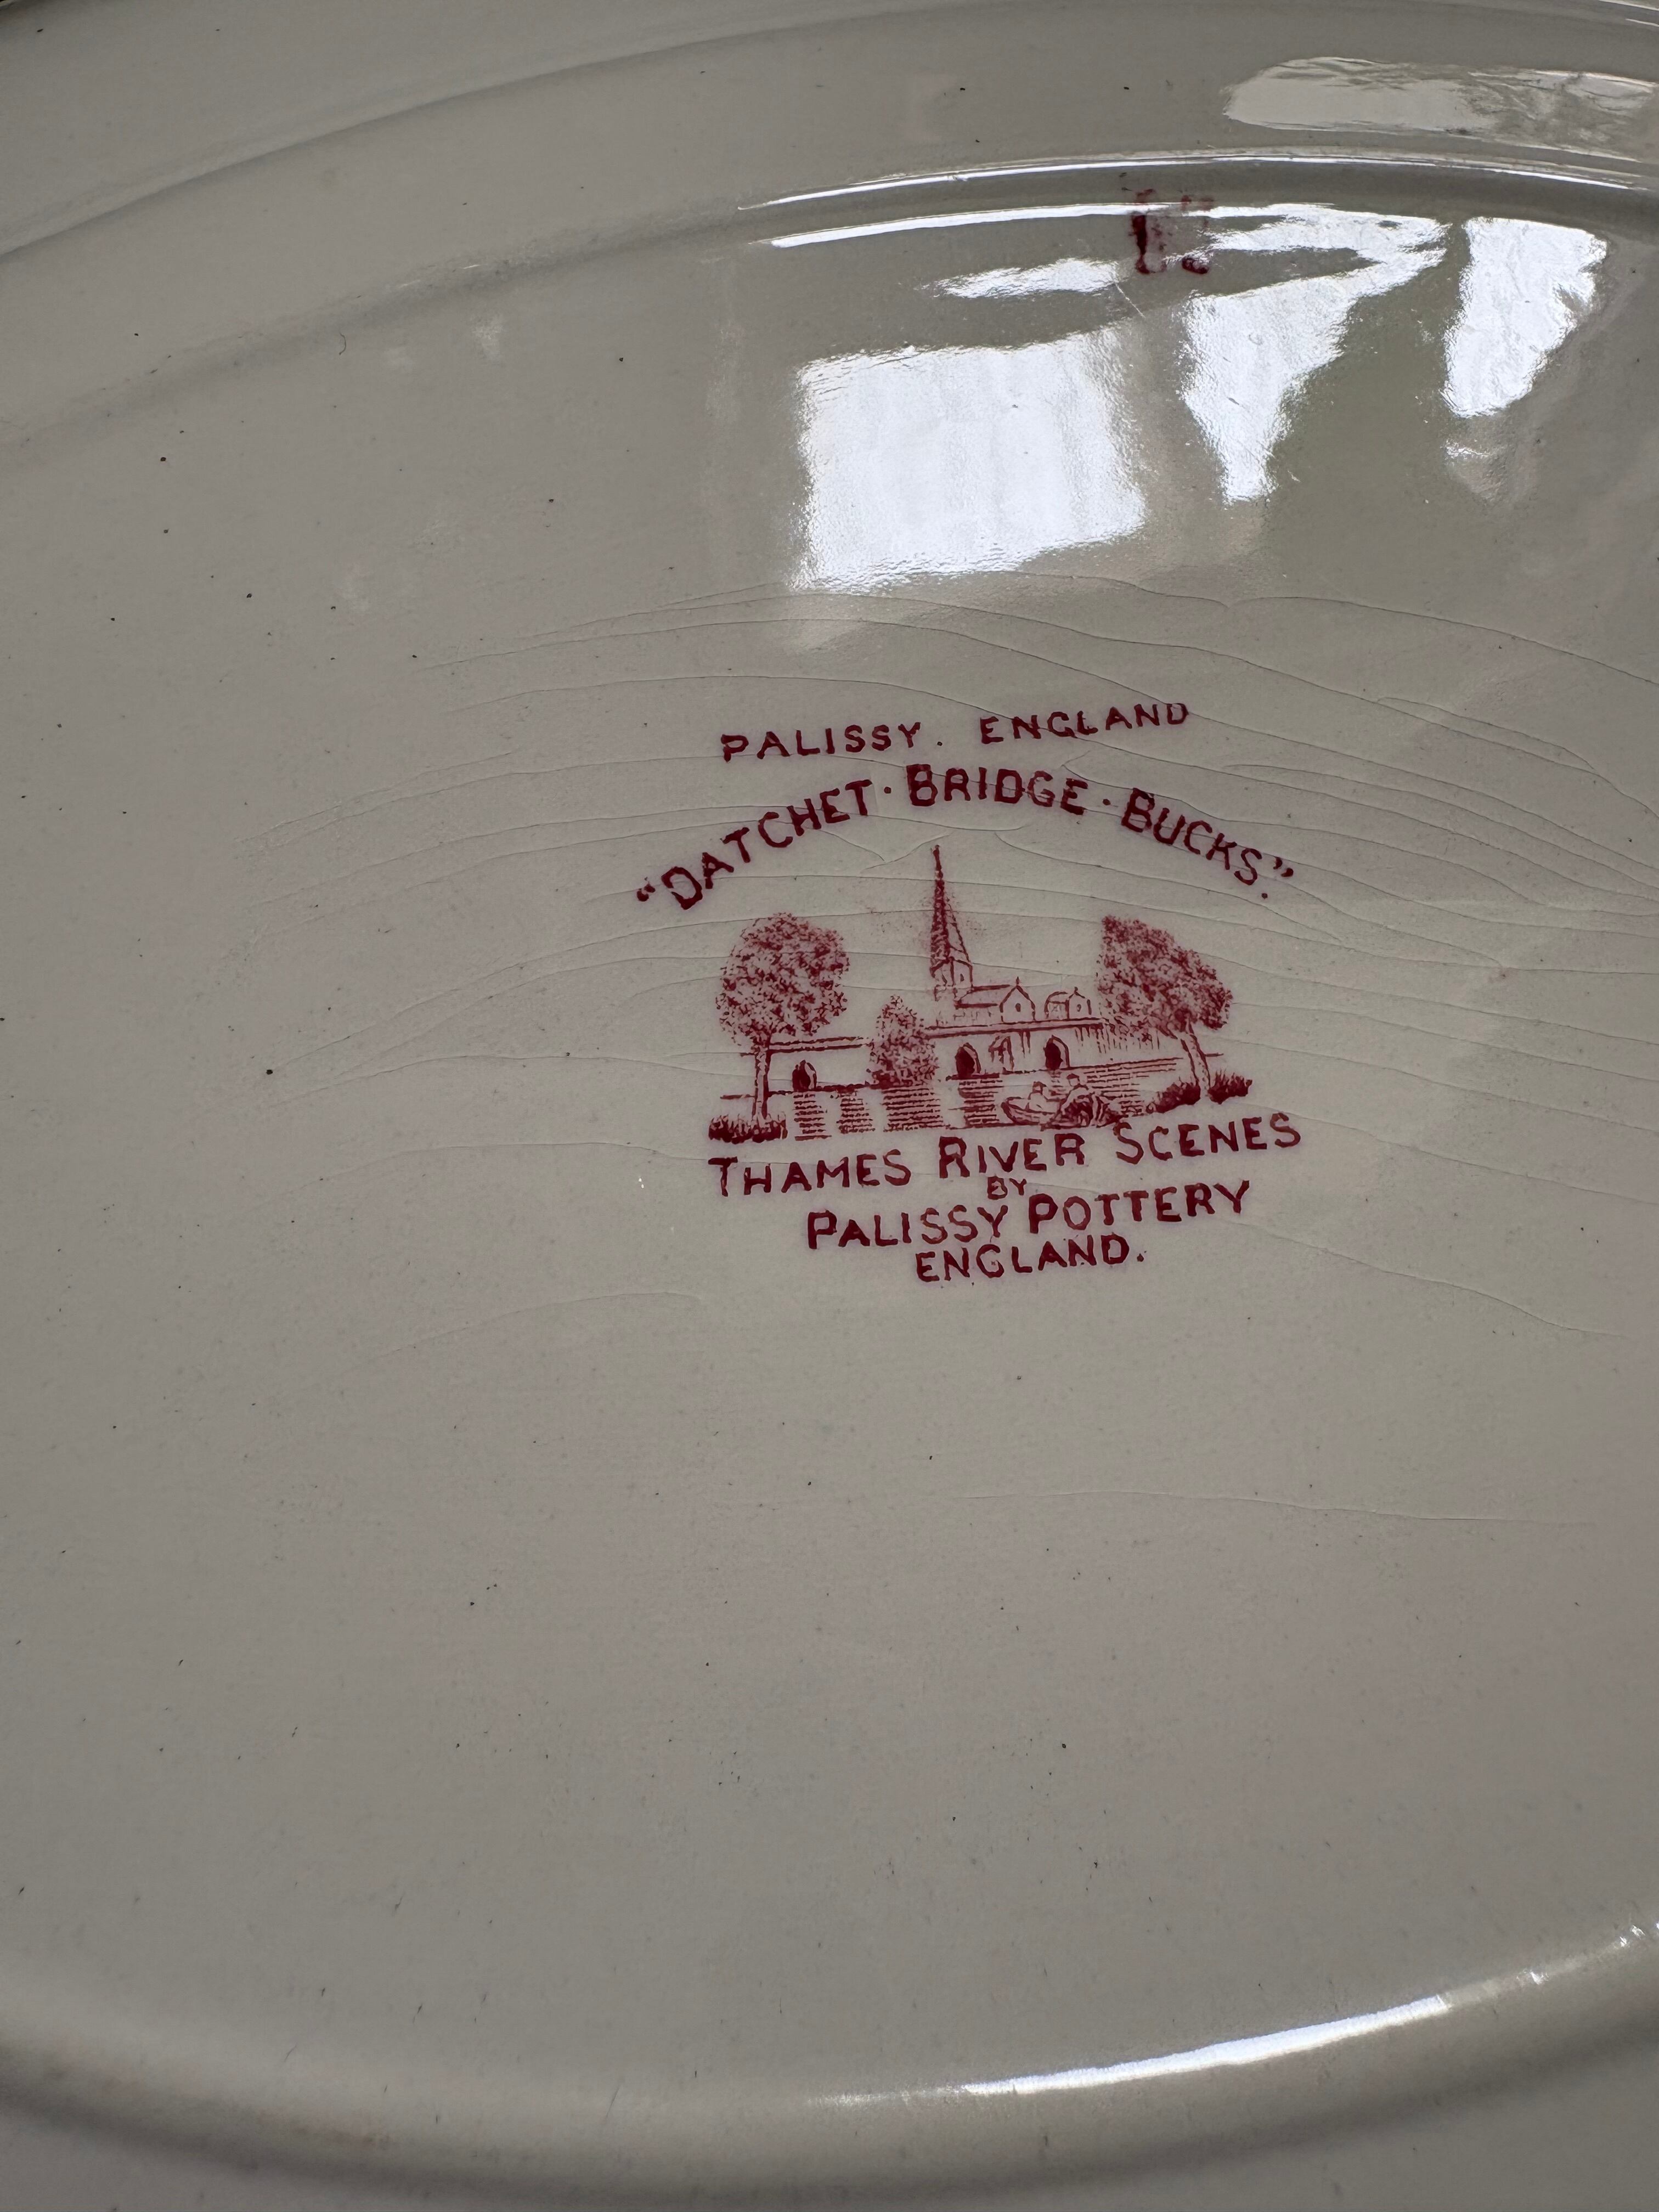 PALISSY. ENGLAND
"DATCHET·BRIDGE·BUCKS."
THAMES RIVER SCENES
BY
PALISSY POTTERY
ENGLAND.